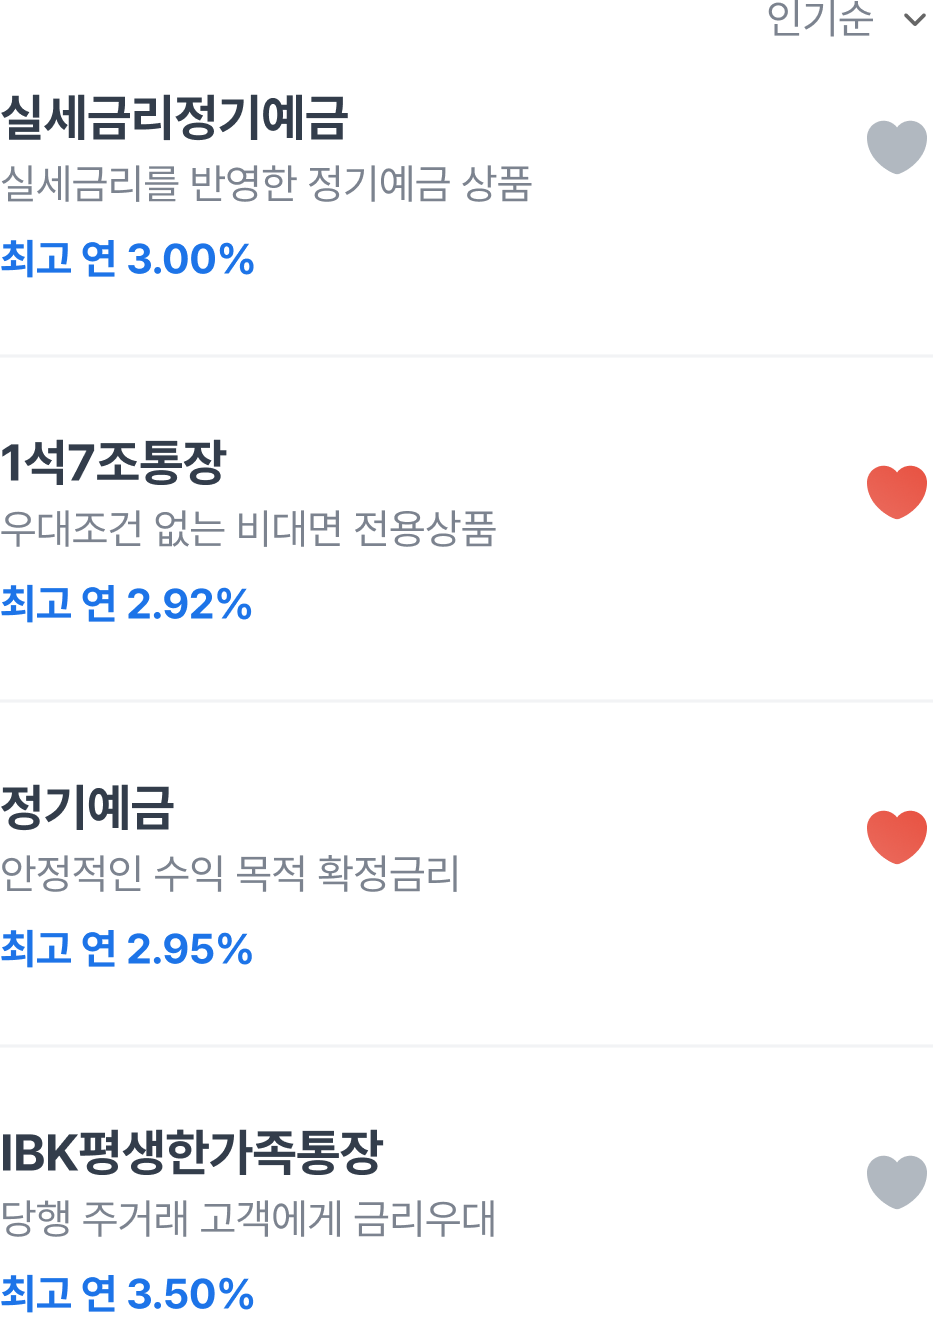 인기순
실세금리정기예금
실세금리를 반영한 정기예금 상품
최고 연 3.00%
1석7조통장
우대조건 없는 비대면 전용상품
최고 연 2.92%
정기예금
안정적인 수익 목적 확정금리
최고 연 2.95%
IBK평생한가족통장
당행 주거래 고객에게 금리우대
최고 연 3.50%